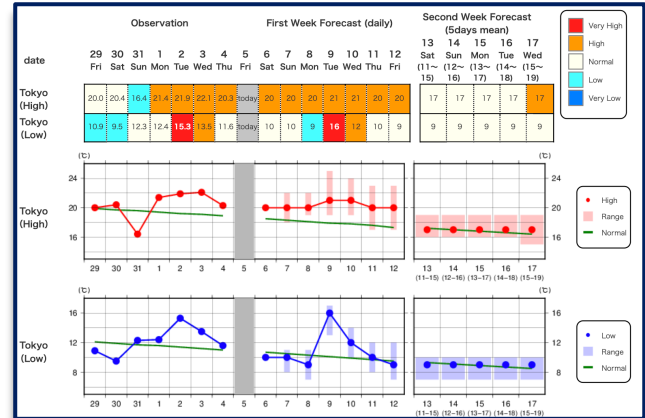 Observation First Week Forecast (daily) Second Week Forecast
(5days mean)
date 29 30 31 1 2 3 4 5 6 7 8 9 10 11 12 13 14 15 16 17
Fri Sat Sun Mon Tue Wed Thu Fri Sat Sun Mon Tue Wed Thu Fri Sat Sun Mon Tue Wed
(11~ (12~ (13~ (14~ (15~
15) 16) 17) 18) 19)
Tokyo
(High) 20.0 20.4 16.4 21.4 21.9 22.1 20.3 today 20 20 20 21 21 20 20 17 17 17 17 17
Tokyo
(Low) 10.9 9.5 12.3 12.4 15.3 13.5 11.6 today 10 10 9 16 12 10 9 9 9 9 9 9
Very High
High
Normal
Low
Very Low
(℃) (℃)
Tokyo
(High)
24 24
20 20
16 16
29 30 31 1 2 3 4 5 6 7 8 9 10 11 12 13 14 15 16 17
(11-15) (12-16) (13-17) (14-18) (15-19)
High
Range
Normal
(℃) (℃)
Tokyo
(Low)
16 16
12 12
8 8
29 30 31 1 2 3 4 5 6 7 8 9 10 11 12 13 14 15 16 17
(11-15) (12-16) (13-17) (14-18) (15-19)
Low
Range
Normal